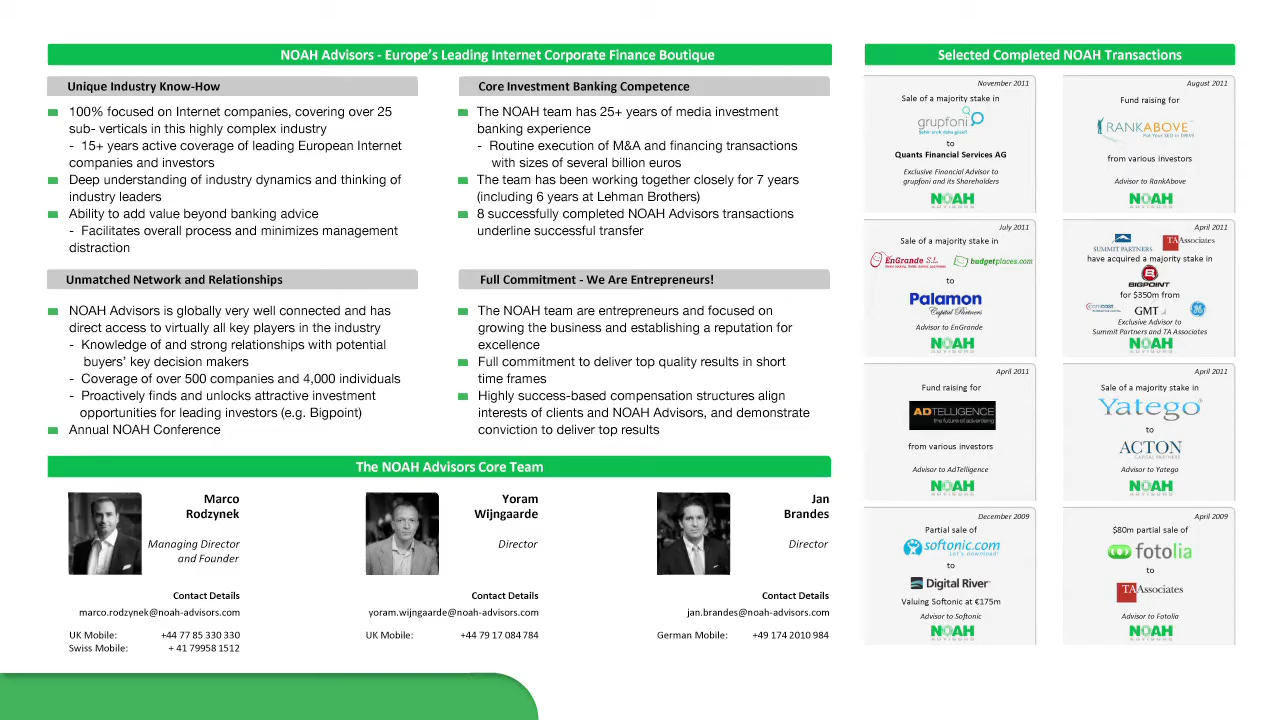 NOAH Advisors - Europe's Leading Internet Corporate Finance Boutique
Unique Industry Know-How
100% focused on Internet companies, covering over 25
sub- verticals in this highly complex industry
- 15+ years active coverage of leading European Internet
companies and investors
Deep understanding of industry dynamics and thinking of
industry leaders
Ability to add value beyond banking advice
- Facilitates overall process and minimizes management
distraction
Core Investment Banking Competence
The NOAH team has 25+ years of media investment
banking experience
- Routine execution of M&A and financing transactions
with sizes of several billion euros
The team has been working together closely for 7 years
(including 6 years at Lehman Brothers)
8 successfully completed NOAH Advisors transactions
underline successful transfer
Unmatched Network and Relationships
NOAH Advisors is globally very well connected and has
direct access to virtually all key players in the industry
- Knowledge of and strong relationships with potential
buyers' key decision makers
- Coverage of over 500 companies and 4,000 individuals
- Proactively finds and unlocks attractive investment
opportunities for leading investors (e.g. Bigpoint)
Annual NOAH Conference
Full Commitment - We Are Entrepreneurs!
The NOAH team are entrepreneurs and focused on
growing the business and establishing a reputation for
excellence
Full commitment to deliver top quality results in short
time frames
Highly success-based compensation structures align
interests of clients and NOAH Advisors, and demonstrate
conviction to deliver top results
The NOAH Advisors Core Team
Marco
Rodzynek
Managing Director
and Founder
Contact Details
marco.rodzynek@noah-advisors.com
UK Mobile: +44 77 85 330 330
Swiss Mobile: + 41 79958 1512
Yoram
Wijngaarde
Director
Contact Details
yoram.wijngaarde@noah-advisors.com
UK Mobile: +44 79 17 084 784
Jan
Brandes
Director
Contact Details
jan.brandes@noah-advisors.com
German Mobile: +49 174 2010 984
Selected Completed NOAH Transactions
November 2011
Sale of a majority stake in
grupfoni
to
Quants Financial Services AG
Exclusive Financial Advisor to
grupfoni and its Shareholders
NOAH
ADVISORS
August 2011
Fund raising for
RANKABOVE
Put Your SEO in DRIVE
from various investors
Advisor to RankAbove
NOAH
ADVISORS
July 2011
Sale of a majority stake in
EnGrande S.L.
budgetplaces.com
to
Palamon
Capital Partners
Advisor to EnGrande
NOAH
ADVISORS
April 2011
SUMMIT PARTNERS
TA Associates
have acquired a majority stake in
BIGPOINT
for $350m from
GMT
GE
Exclusive Advisor to
Summit Partners and TA Associates
NOAH
ADVISORS
April 2011
Fund raising for
ADTELLIGENCE
the future of advertising
from various investors
Advisor to AdTelligence
NOAH
ADVISORS
April 2011
Sale of a majority stake in
Yatego
to
ACTON
CAPITAL PARTNERS
Advisor to Yatego
NOAH
ADVISORS
December 2009
Partial sale of
softonic.com
Let's download!
to
Digital River
Valuing Softonic at €175m
Advisor to Softonic
NOAH
ADVISORS
April 2009
$80m partial sale of
fotolia
to
TA Associates
Advisor to Fotolia
NOAH
ADVISORS